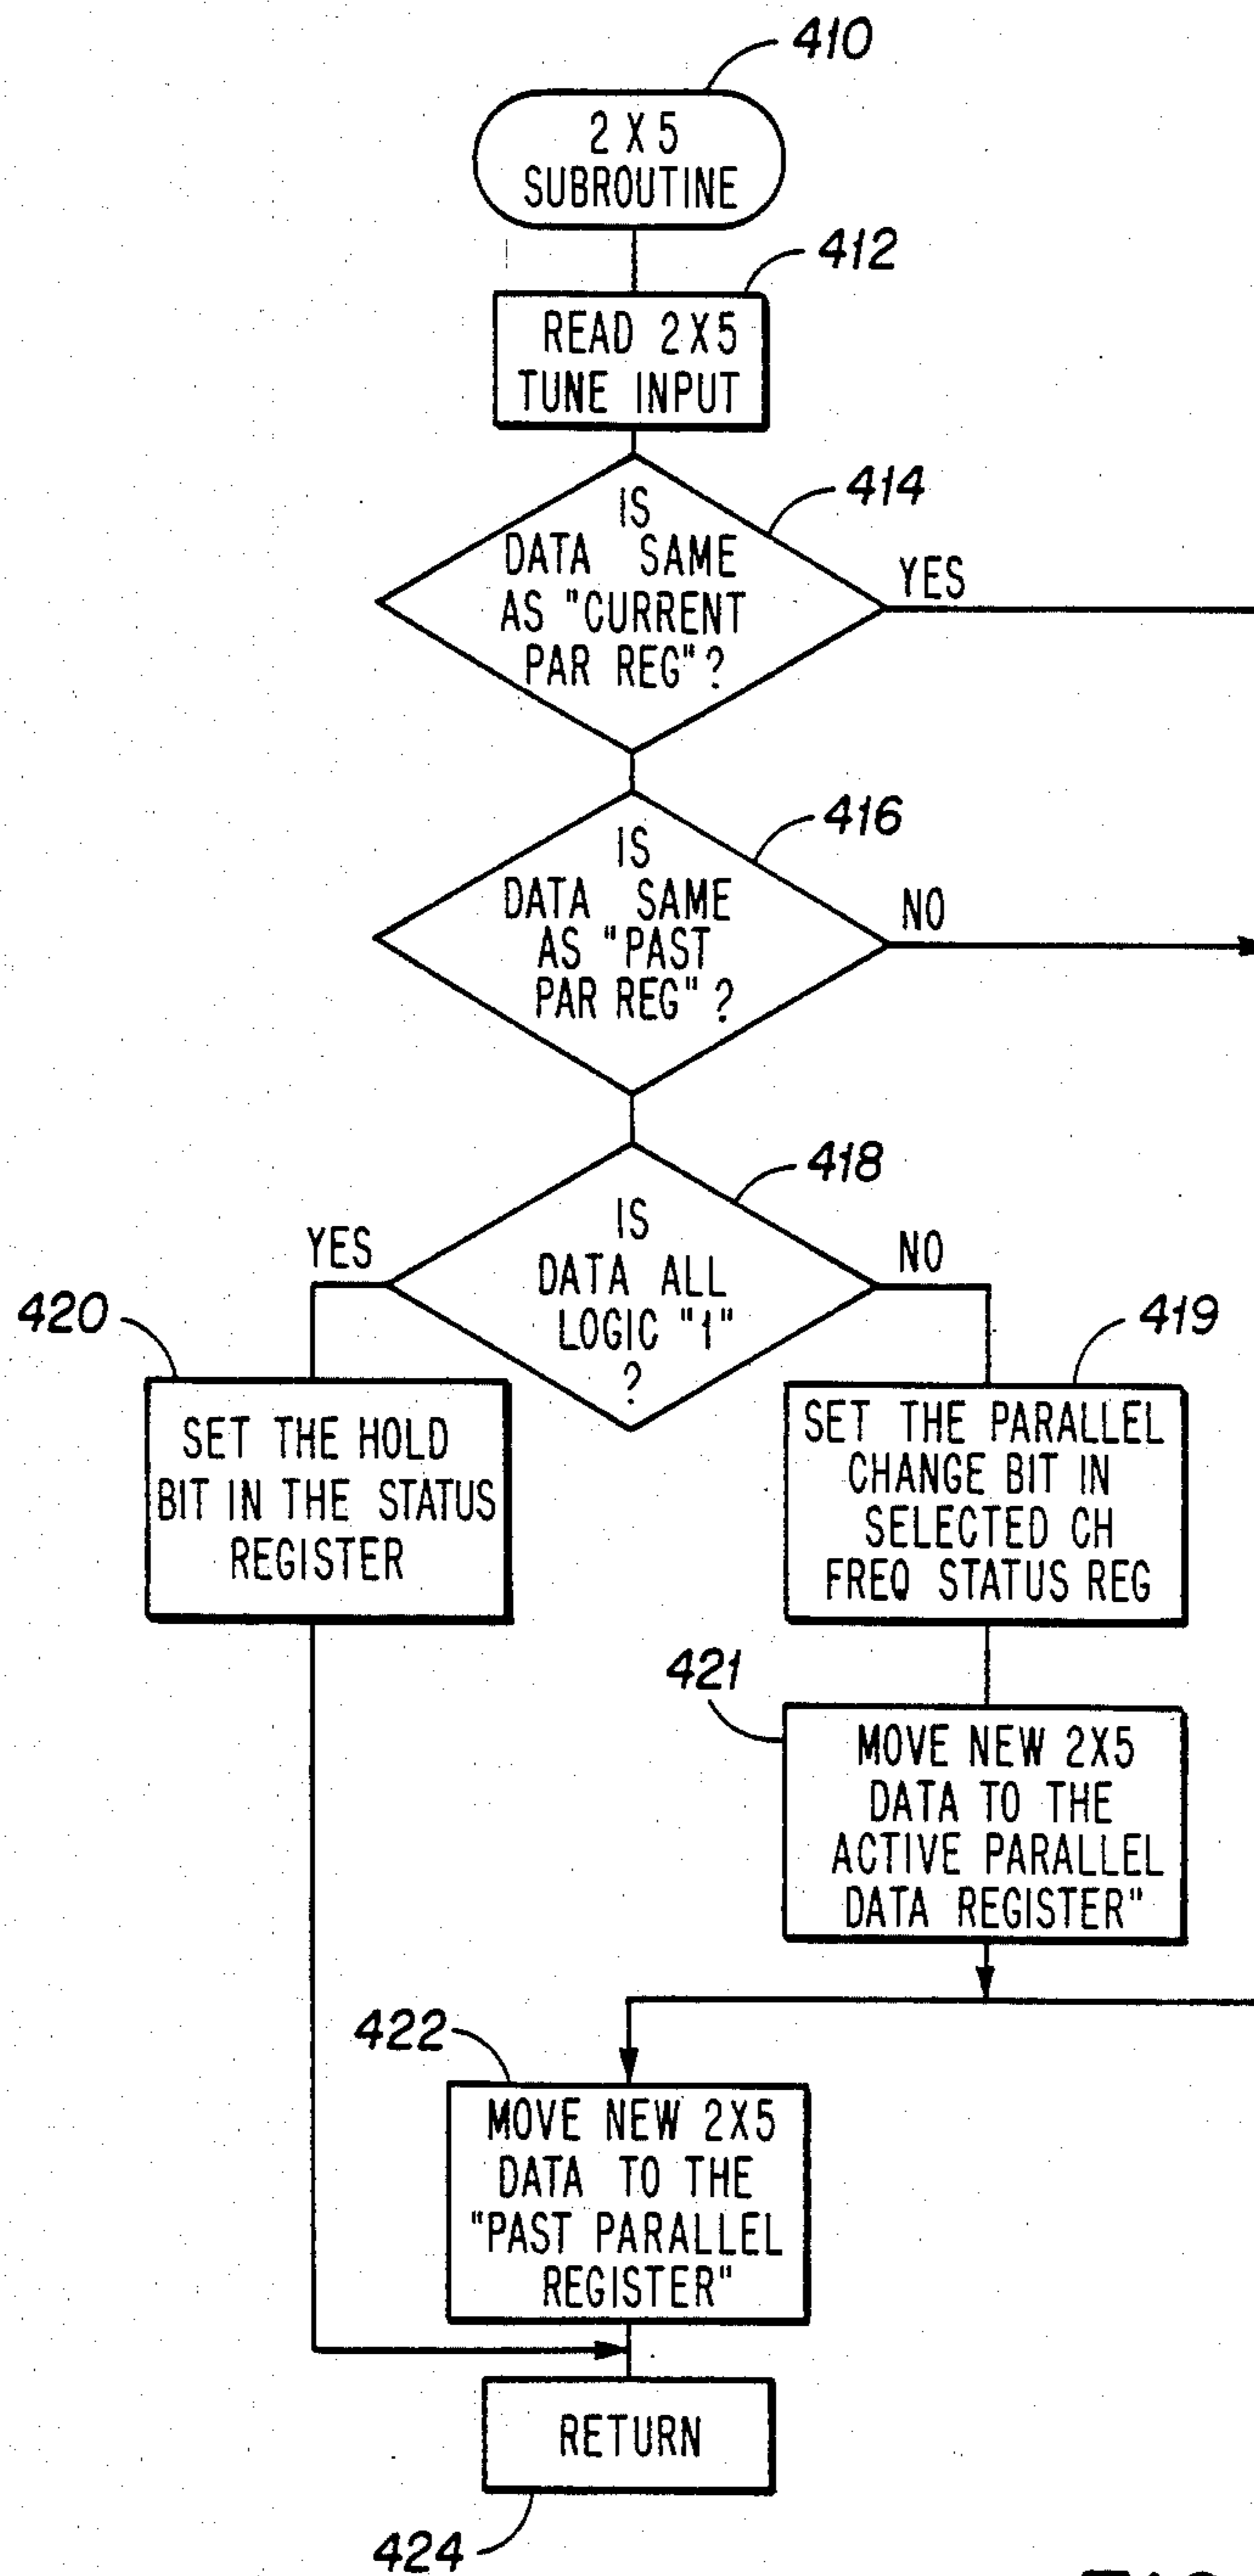 410
2 X 5
SUBROUTINE
412
READ 2X5
TUNE INPUT
414
IS
DATA SAME
AS "CURRENT
PAR REG"?
YES
416
IS
DATA SAME
AS "PAST
PAR REG"?
NO
418
IS
DATA ALL
LOGIC "1"
?
YES
NO
420
SET THE HOLD
BIT IN THE STATUS
REGISTER
419
SET THE PARALLEL
CHANGE BIT IN
SELECTED CH
FREQ STATUS REG
421
MOVE NEW 2X5
DATA TO THE
ACTIVE PARALLEL
DATA REGISTER"
422
MOVE NEW 2X5
DATA TO THE
"PAST PARALLEL
REGISTER"
RETURN
424